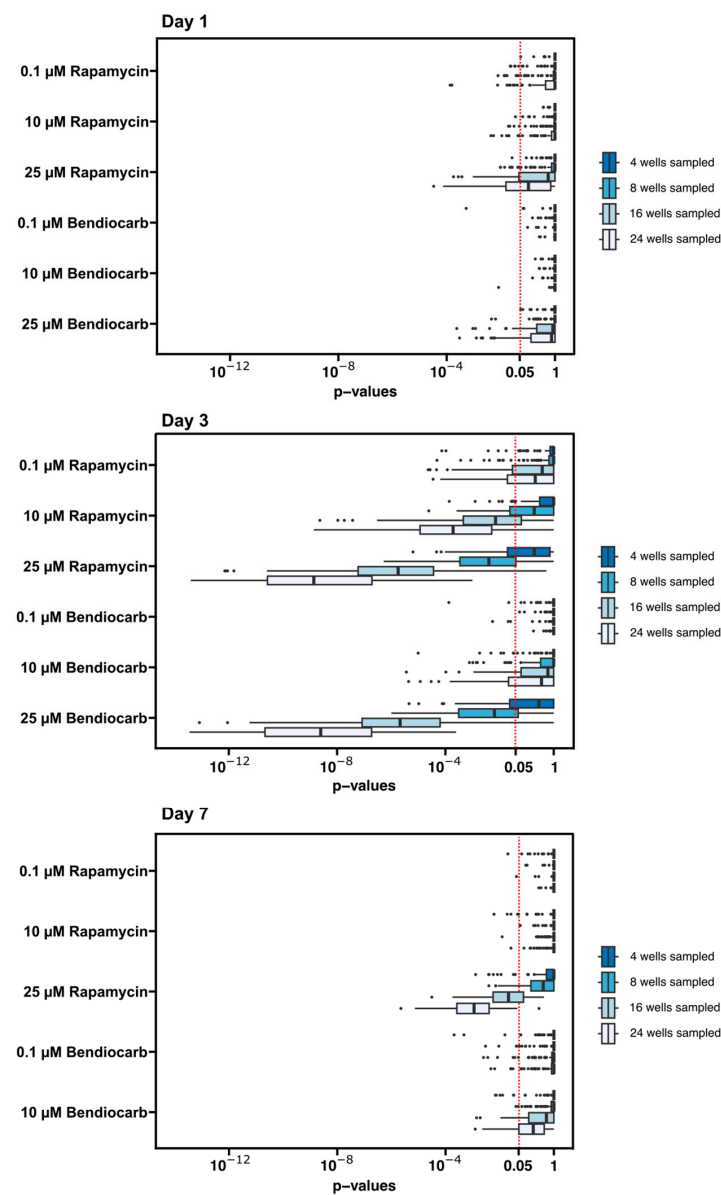 Day 1
0.1 µM Rapamycin
10 µM Rapamycin
25 µM Rapamycin
0.1 µM Bendiocarb
10 µM Bendiocarb
25 µM Bendiocarb
10⁻¹² 10⁻⁸ 10⁻⁴ 0.05 1
p−values
4 wells sampled
8 wells sampled
16 wells sampled
24 wells sampled
Day 3
0.1 µM Rapamycin
10 µM Rapamycin
25 µM Rapamycin
0.1 µM Bendiocarb
10 µM Bendiocarb
25 µM Bendiocarb
10⁻¹² 10⁻⁸ 10⁻⁴ 0.05 1
p−values
4 wells sampled
8 wells sampled
16 wells sampled
24 wells sampled
Day 7
0.1 µM Rapamycin
10 µM Rapamycin
25 µM Rapamycin
0.1 µM Bendiocarb
10 µM Bendiocarb
10⁻¹² 10⁻⁸ 10⁻⁴ 0.05 1
p−values
4 wells sampled
8 wells sampled
16 wells sampled
24 wells sampled